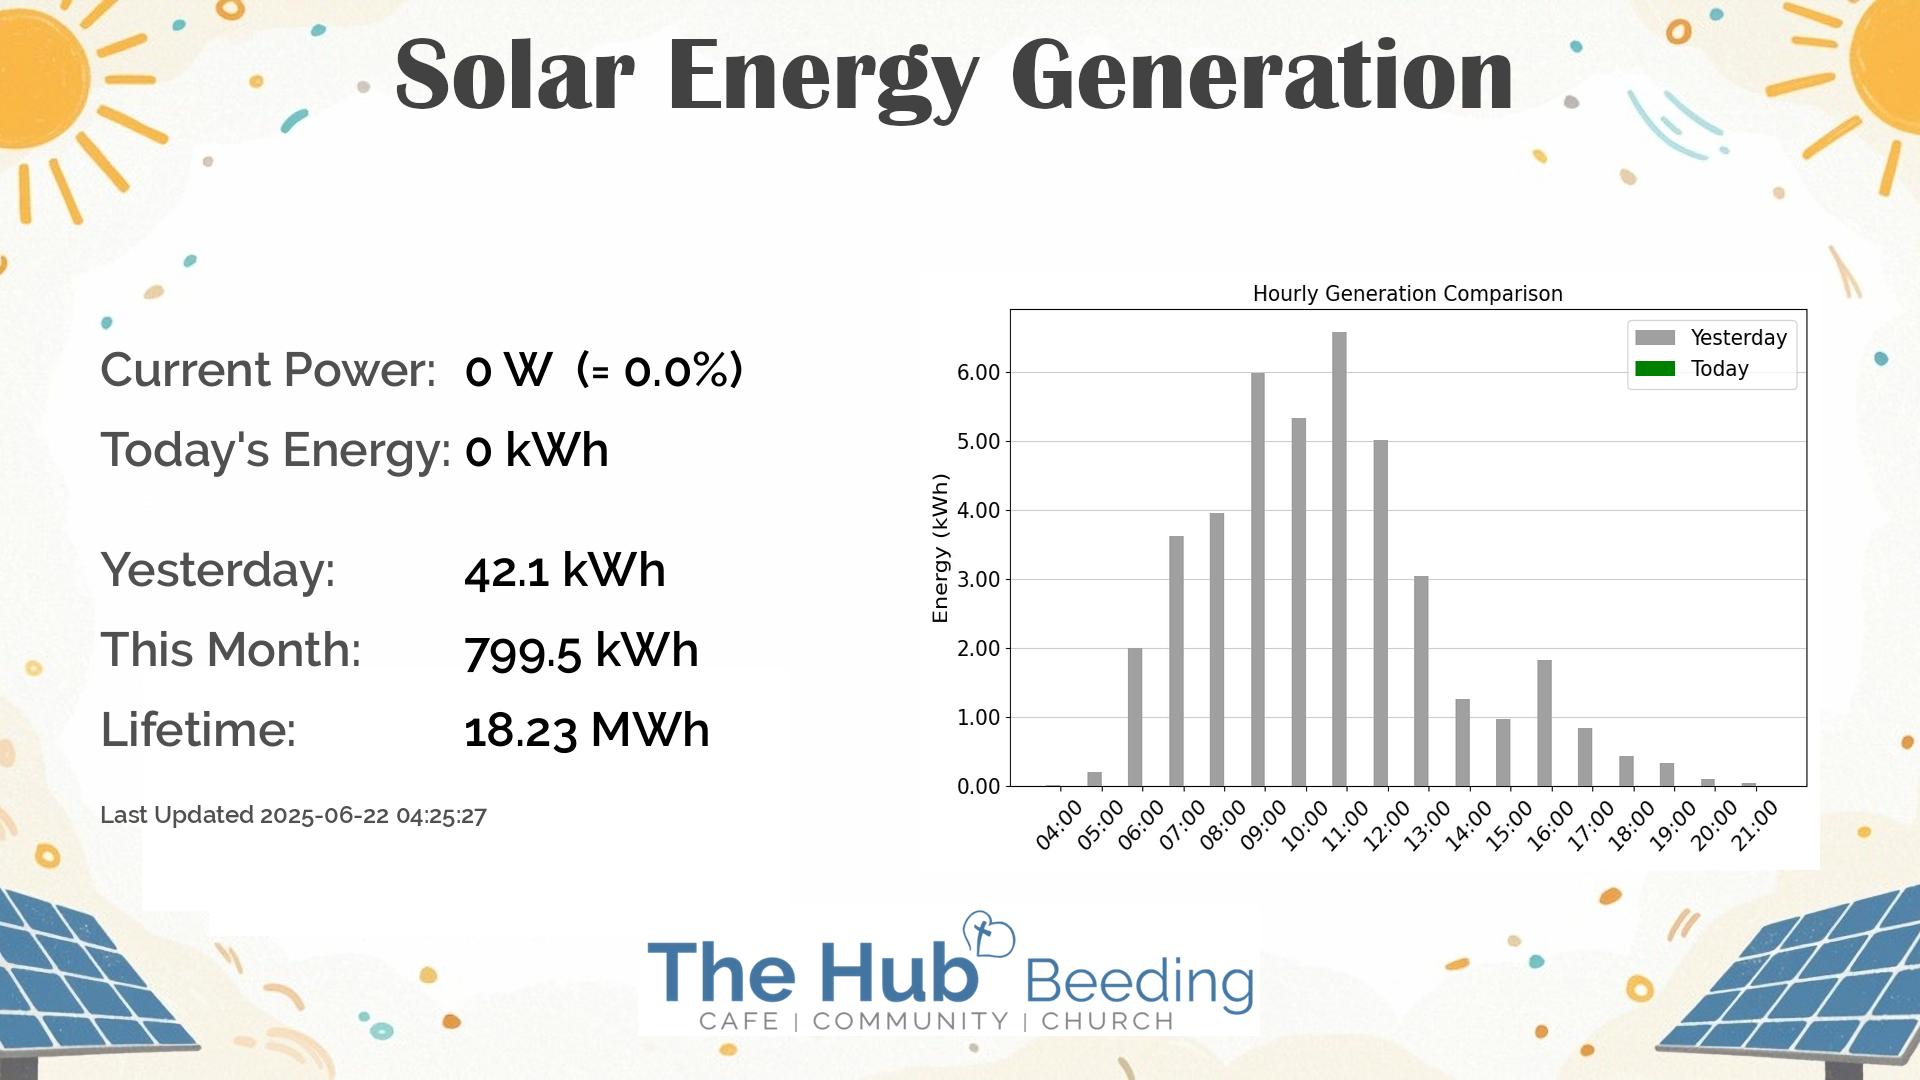 Solar Energy Generation
Current Power: 0 W (= 0.0%)
Today's Energy: 0 kWh
Yesterday: 42.1 kWh
This Month: 799.5 kWh
Lifetime: 18.23 MWh
Last Updated 2025-06-22 04:25:27
Hourly Generation Comparison
Yesterday
Today
Energy (kWh)
6.00
5.00
4.00
3.00
2.00
1.00
0.00
04:00 05:00 06:00 07:00 08:00 09:00 10:00 11:00 12:00 13:00 14:00 15:00 16:00 17:00 18:00 19:00 20:00 21:00
The Hub Beeding
CAFE | COMMUNITY | CHURCH